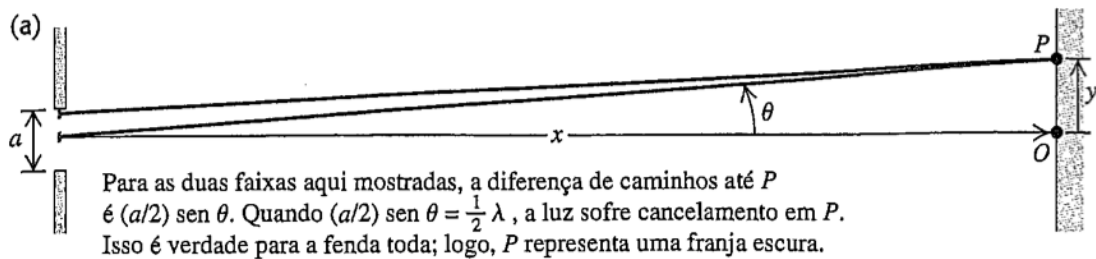 (a)
P
y
θ
a
x
O
Para as duas faixas aqui mostradas, a diferença de caminhos até P
é (a/2) sen θ. Quando (a/2) sen θ = 1/2 λ , a luz sofre cancelamento em P.
Isso é verdade para a fenda toda; logo, P representa uma franja escura.